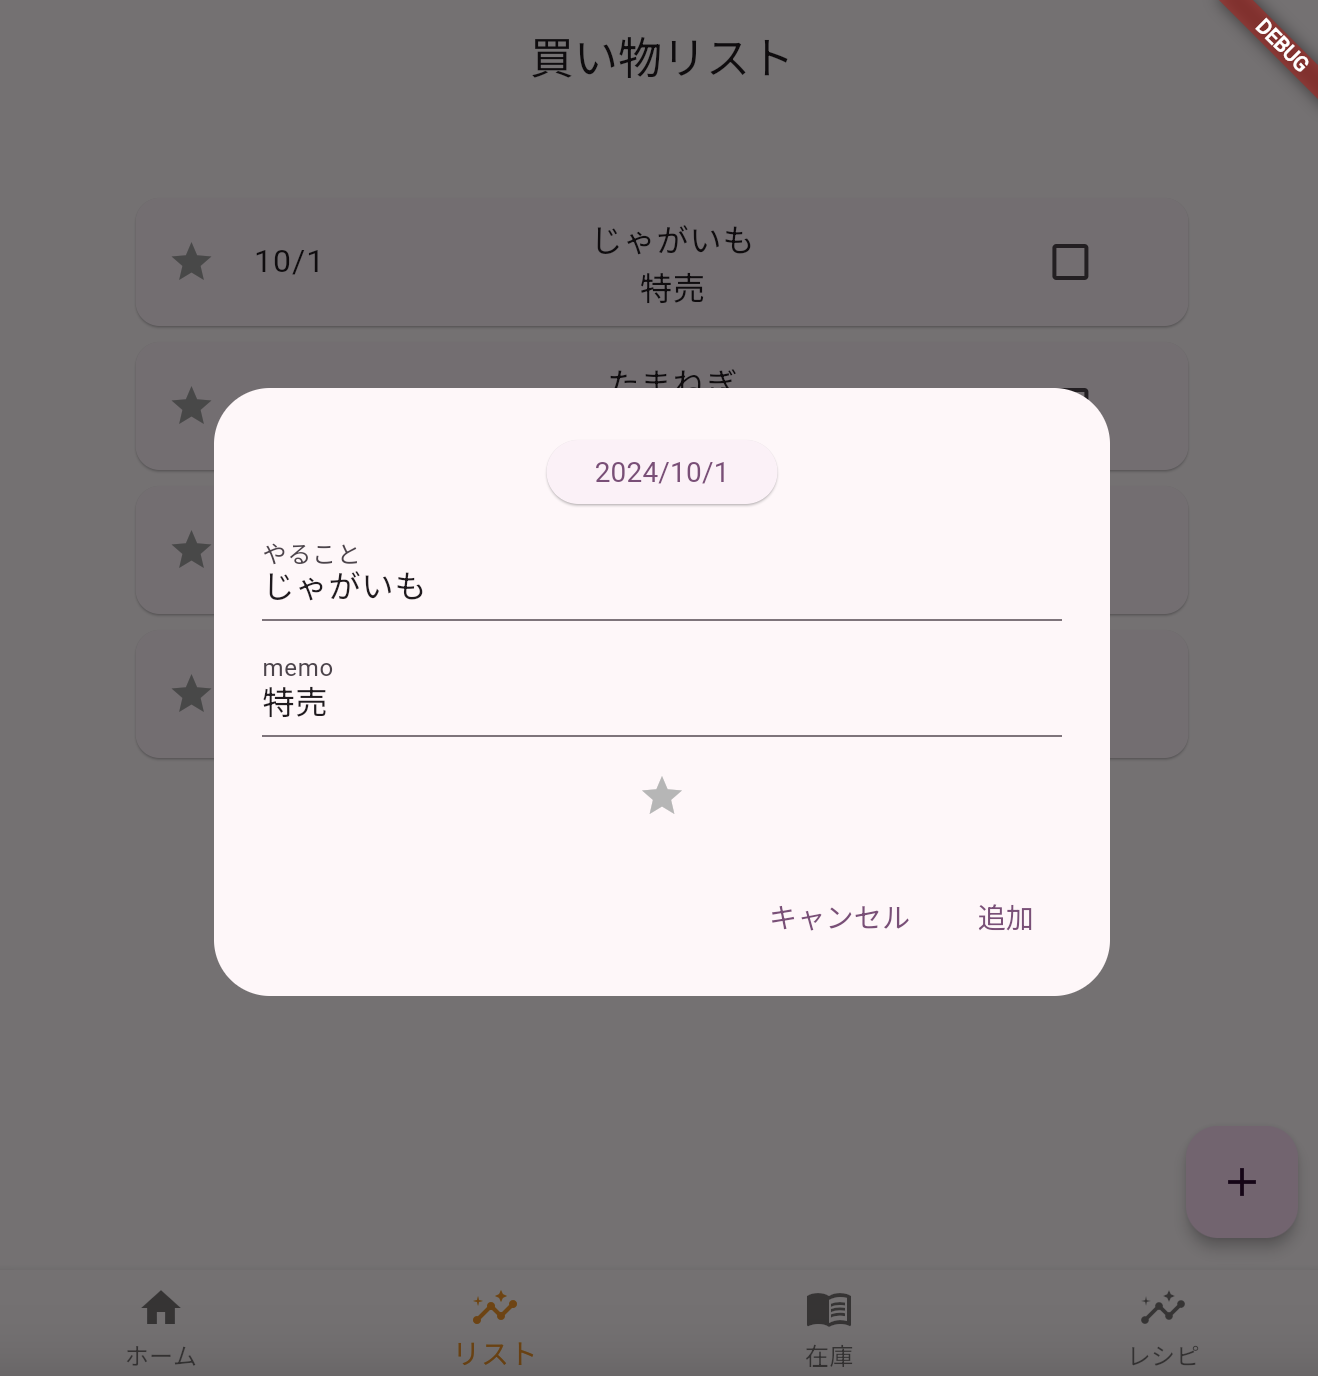 買い物リスト
DEBUG
10/1
じゃがいも
特売
たまねぎ
2024/10/1
やること
じゃがいも
memo
特売
キャンセル
追加
ホーム
リスト
在庫
レシピ